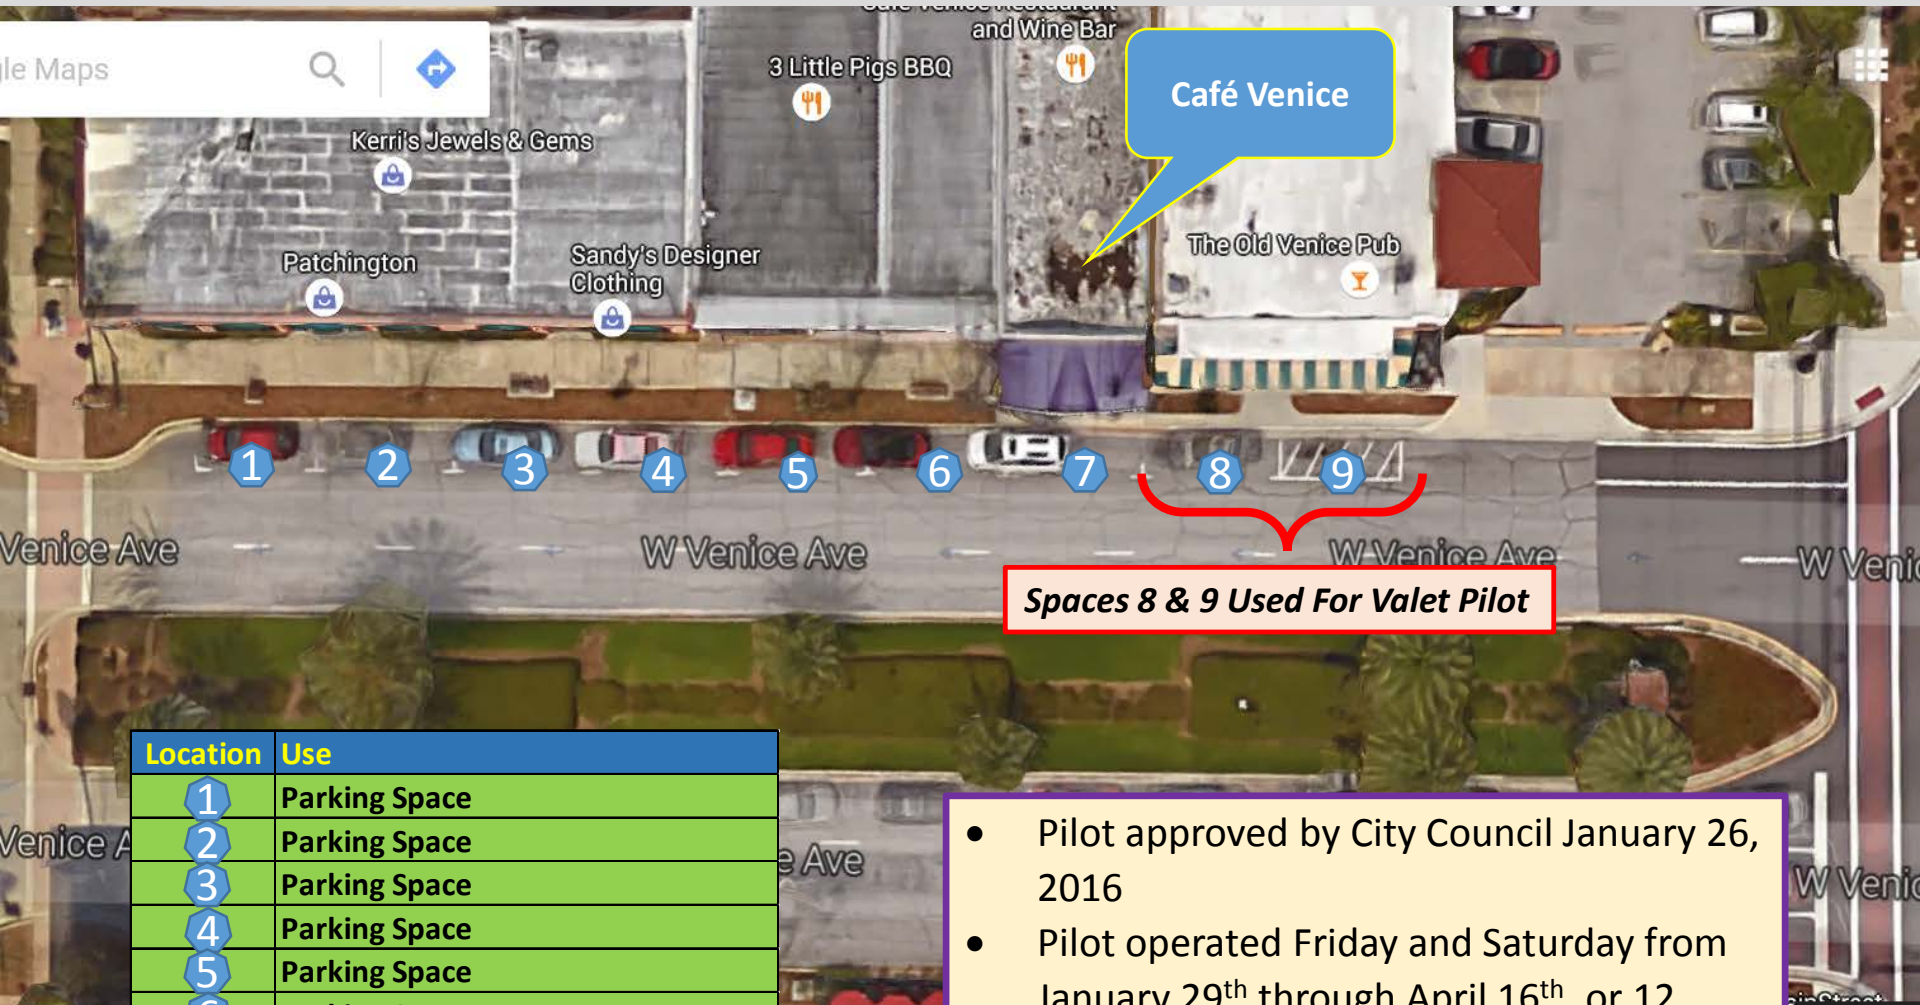 le Maps
and Wine Bar
3 Little Pigs BBQ
Café Venice
Kerri's Jewels & Gems
Patchington
Sandy's Designer
Clothing
The Old Venice Pub
1
2
3
4
5
6
7
8
9
Venice Ave
W Venice Ave
W Venice Ave
W Venic
Spaces 8 & 9 Used For Valet Pilot
Location Use
1 Parking Space
2 Parking Space
3 Parking Space
4 Parking Space
5 Parking Space
Venice A
e Ave
W Venic
• Pilot approved by City Council January 26,
2016
• Pilot operated Friday and Saturday from
January 29th through April 16th or 12